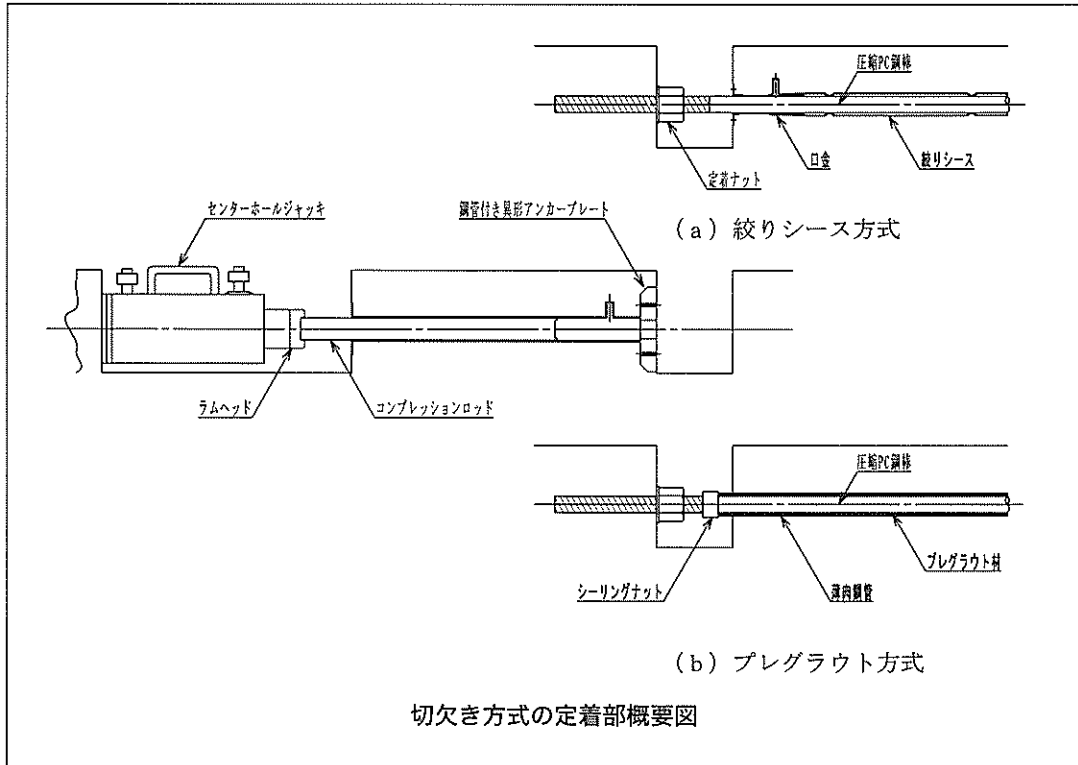 圧縮PC鋼棒
口金
絞りシース
定着ナット
(a) 絞りシース方式
センターホールジャッキ
鋼管付き異形アンカープレート
ラムヘッド
コンプレッションロッド
圧縮PC鋼棒
シーリングナット
薄肉鋼管
プレグラウト材
(b) プレグラウト方式
切欠き方式の定着部概要図